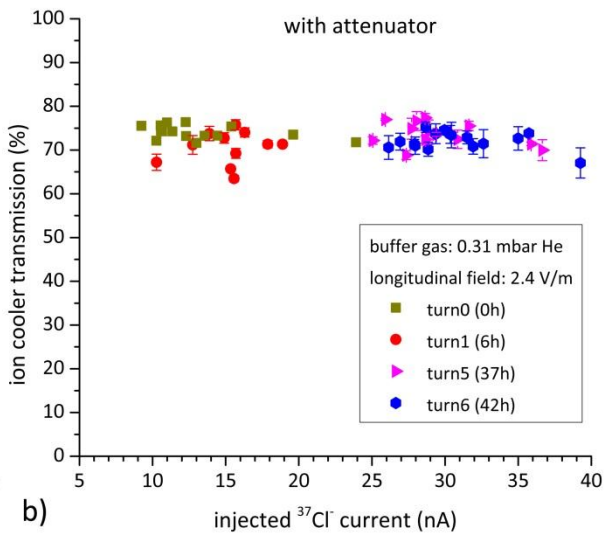 with attenuator
ion cooler transmission (%)
100
90
80
70
60
50
40
30
20
10
0
buffer gas: 0.31 mbar He
longitudinal field: 2.4 V/m
turn0 (0h)
turn1 (6h)
turn5 (37h)
turn6 (42h)
5 10 15 20 25 30 35 40
b)
injected ³⁷Cl⁻ current (nA)